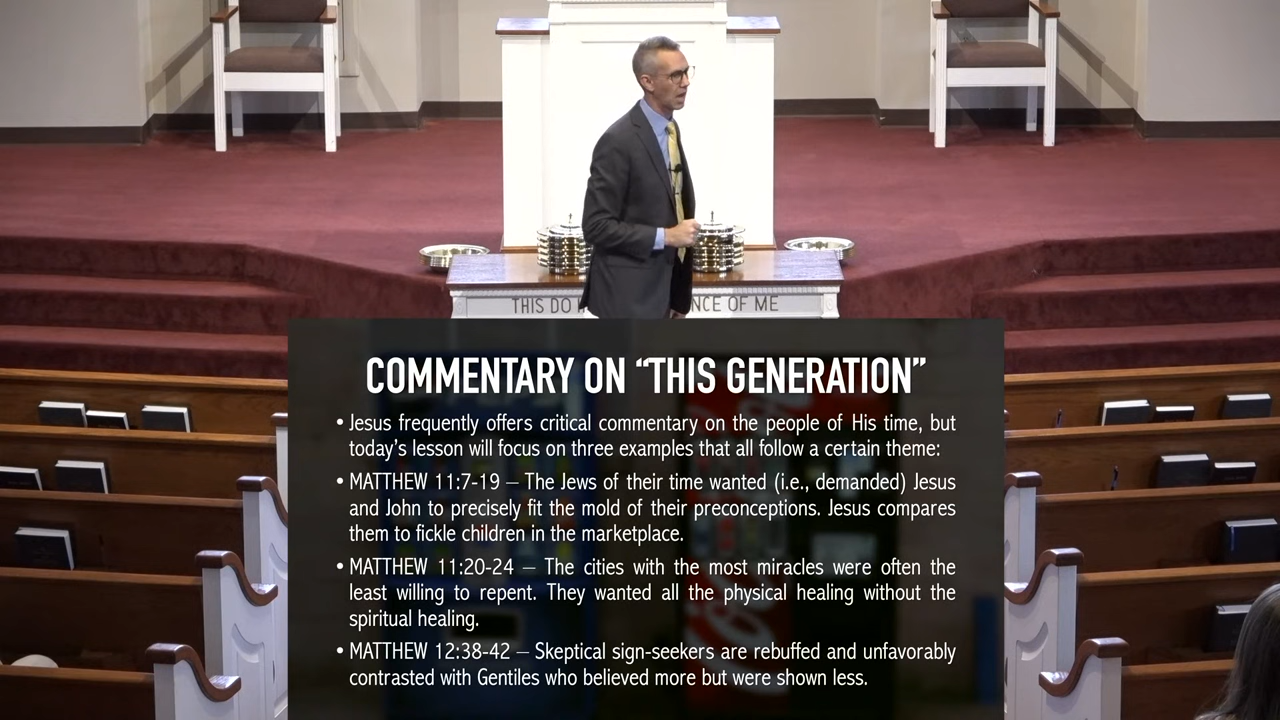 THIS DO
NCE OF ME
COMMENTARY ON “THIS GENERATION”
• Jesus frequently offers critical commentary on the people of His time, but
today’s lesson will focus on three examples that all follow a certain theme:
• MATTHEW 11:7-19 – The Jews of their time wanted (i.e., demanded) Jesus
and John to precisely fit the mold of their preconceptions. Jesus compares
them to fickle children in the marketplace.
• MATTHEW 11:20-24 – The cities with the most miracles were often the
least willing to repent. They wanted all the physical healing without the
spiritual healing.
• MATTHEW 12:38-42 – Skeptical sign-seekers are rebuffed and unfavorably
contrasted with Gentiles who believed more but were shown less.